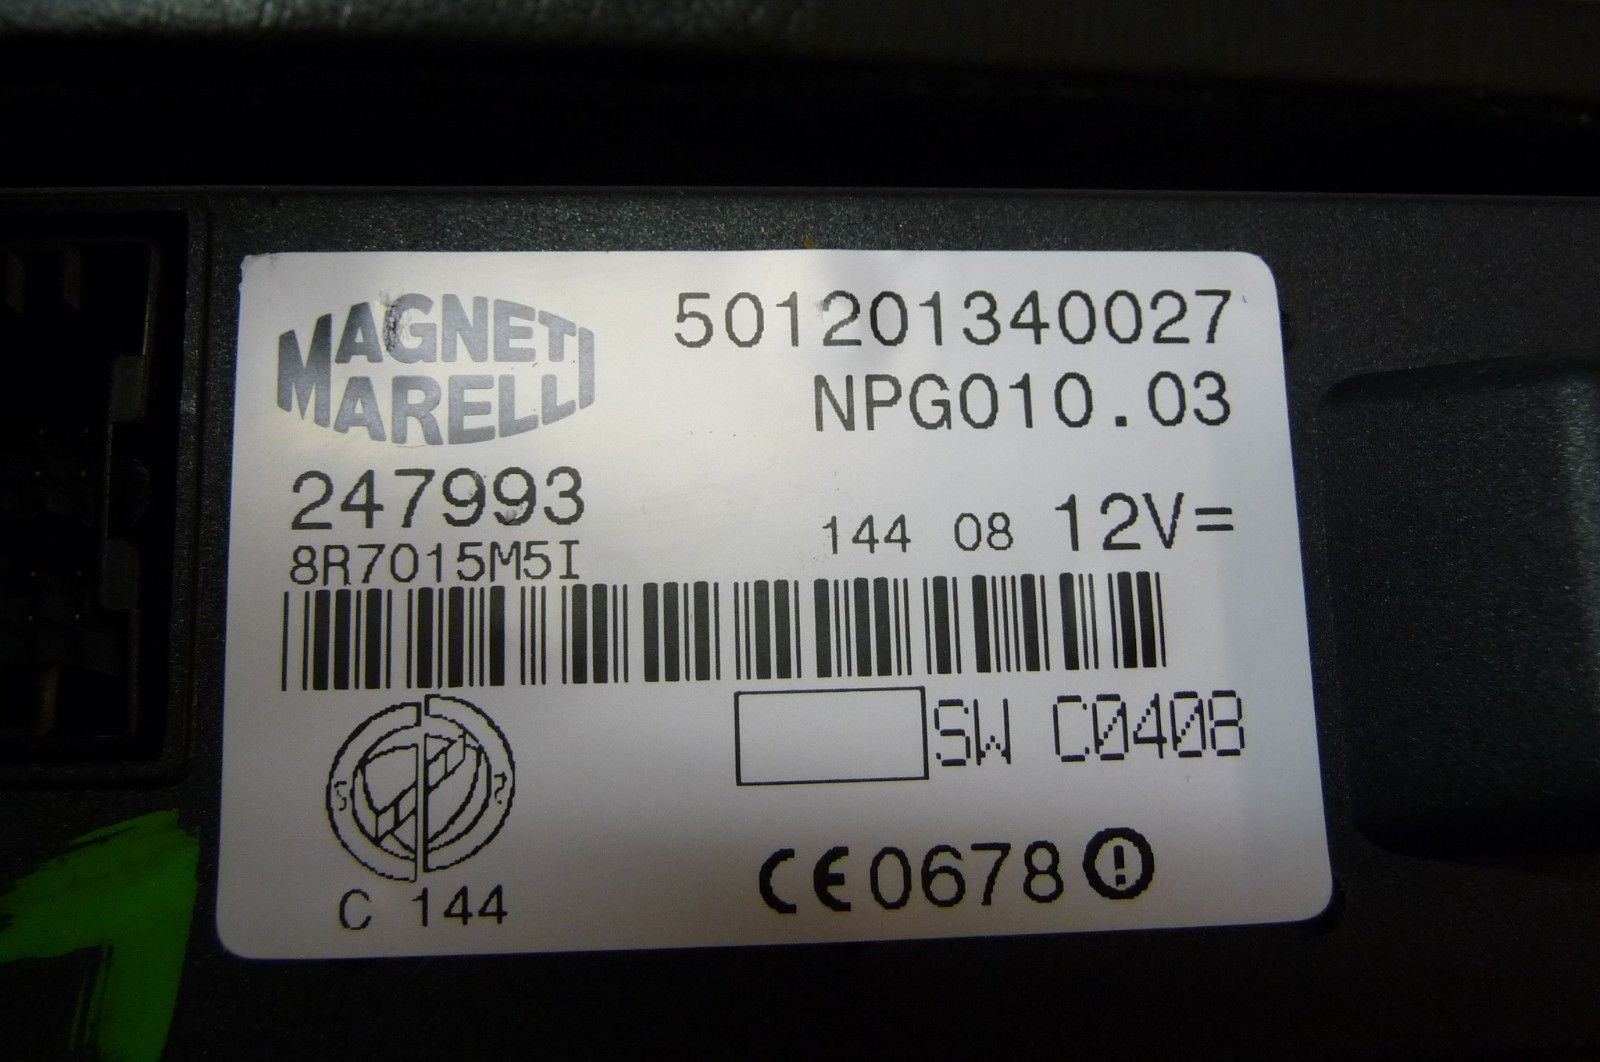 MAGNETI
MARELLI
501201340027
NPG010.03
247993
8R7015M5I
144 08 12V=
SW C0408
C 144
CE0678